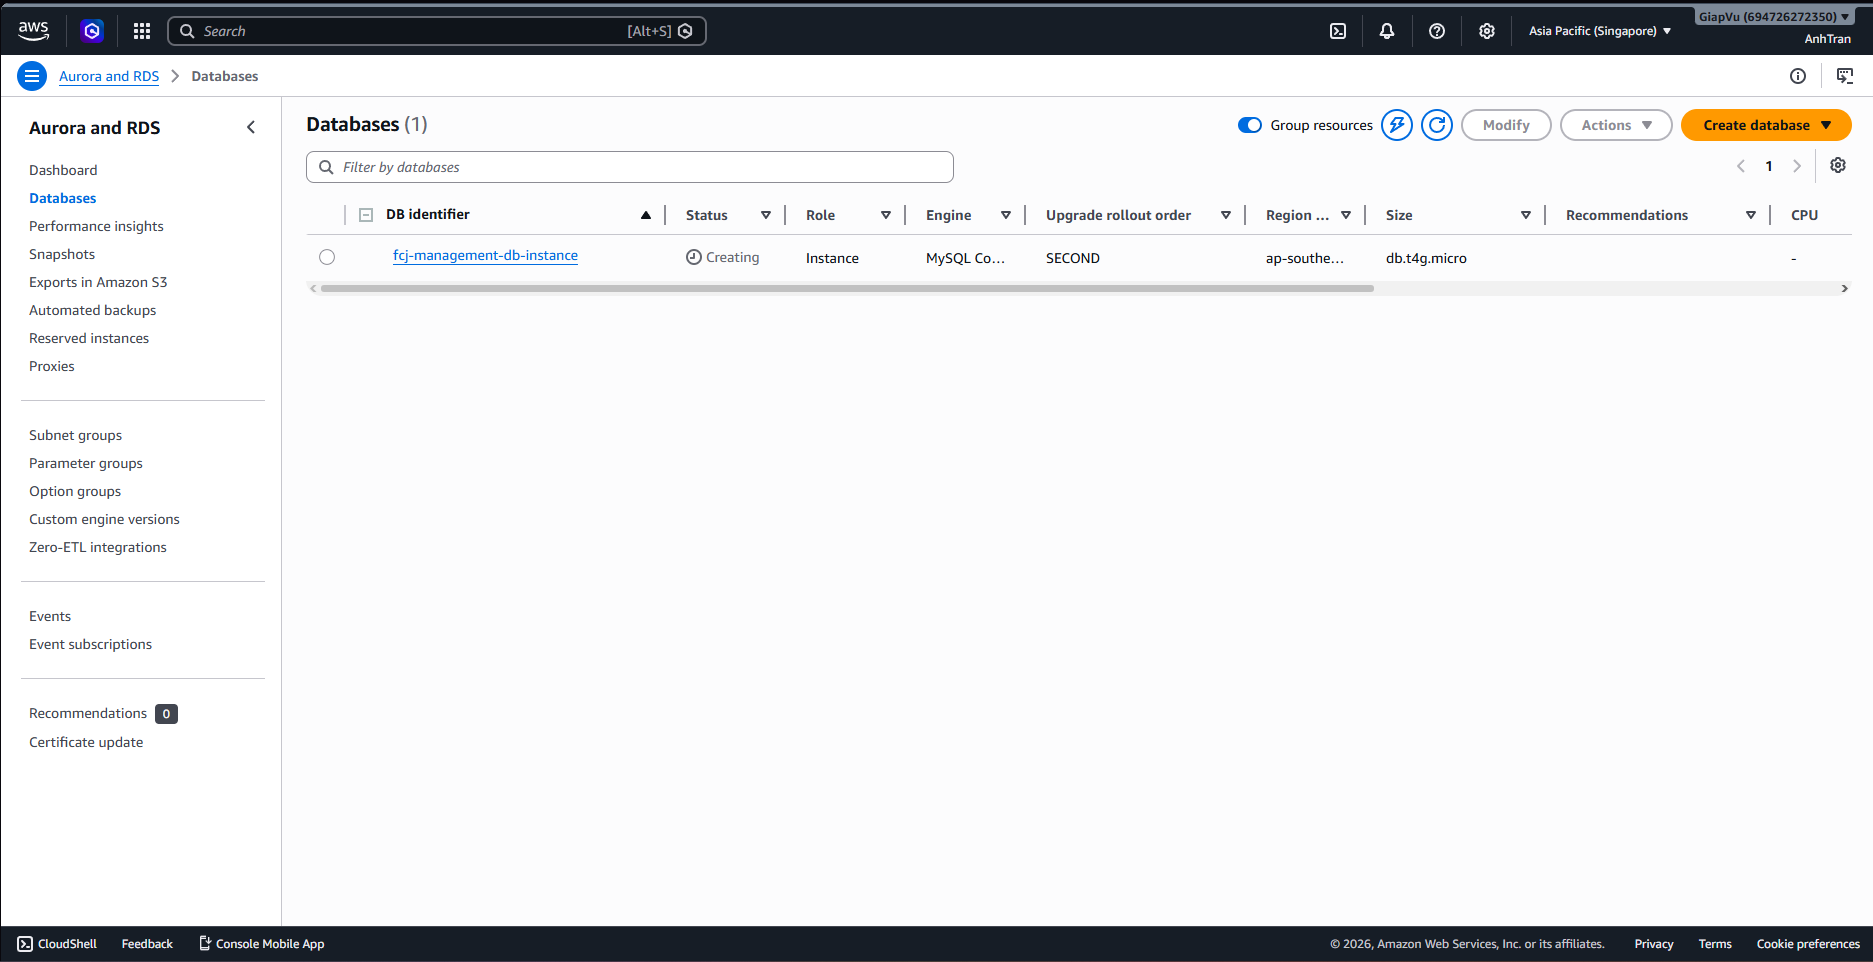 aws
Search [Alt+S]
Asia Pacific (Singapore)
GiapVu (694726272350)
AnhTran
Aurora and RDS Databases
Aurora and RDS
Dashboard
Databases
Performance insights
Snapshots
Exports in Amazon S3
Automated backups
Reserved instances
Proxies
Subnet groups
Parameter groups
Option groups
Custom engine versions
Zero-ETL integrations
Events
Event subscriptions
Recommendations 0
Certificate update
Databases (1)
Group resources
Modify
Actions
Create database
Filter by databases
1
DB identifier Status Role Engine Upgrade rollout order Region ... Size Recommendations CPU
fcj-management-db-instance Creating Instance MySQL Co... SECOND ap-southe... db.t4g.micro -
CloudShell Feedback Console Mobile App © 2026, Amazon Web Services, Inc. or its affiliates. Privacy Terms Cookie preferences